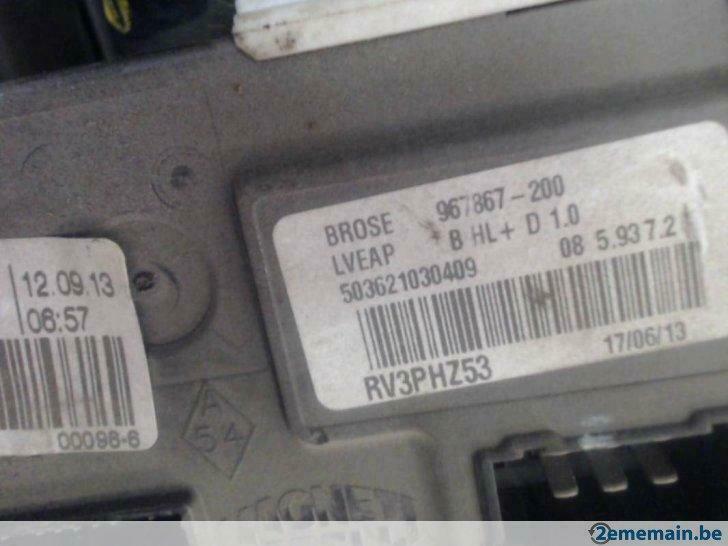 BROSE 967867-200
LVEAP B HL+ D 1.0
503621030409 08 5.937.2
RV3PHZ53 17/06/13
12.09.13
06:57
00096-6
A
54
2ememain.be